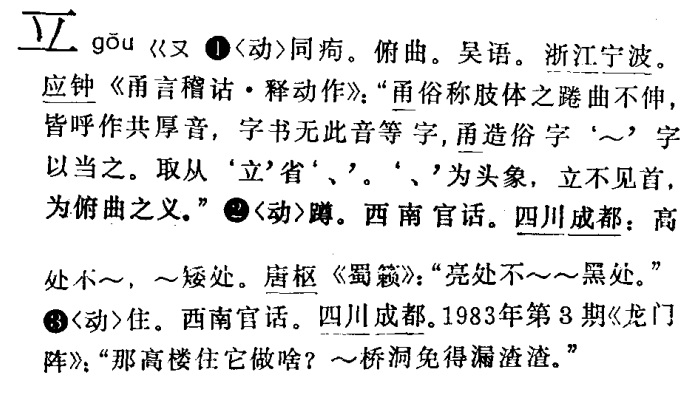 gōu ㄍㄡ ❶〈动〉同痀。俯曲。吴语。浙江宁波。
应钟《甬言稽诂·释动作》：“甬俗称肢体之踡曲不伸，
皆呼作共厚音，字书无此音等字，甬造俗字‘～’字
以当之。取从‘立’省‘、’。‘、’为头象，立不见首，
为俯曲之义。”❷〈动〉蹲。西南官话。四川成都：高
处不～，～矮处。唐枢《蜀籁》：“亮处不～～黑处。”
❸〈动〉住。西南官话。四川成都。1983年第3期《龙门
阵》：“那高楼住它做啥？～桥洞免得漏渣渣。”